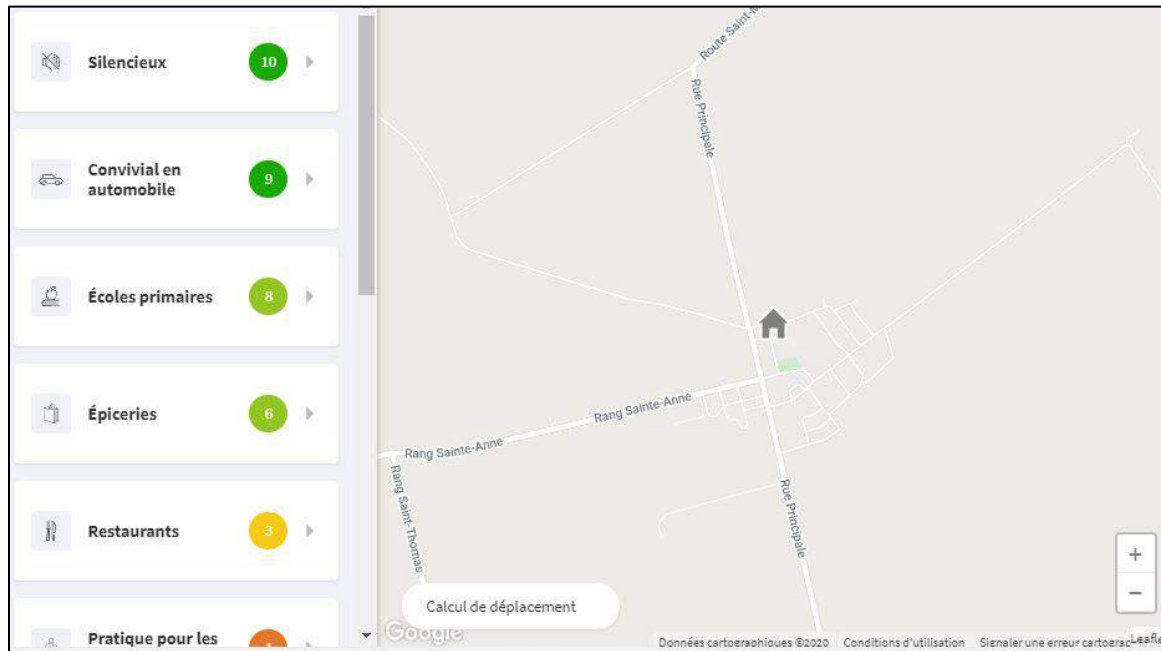 Silencieux
10
Convivial en
automobile
9
Écoles primaires
8
Épiceries
6
Restaurants
3
Pratique pour les
Route Saint-
Rue Principale
Rang Sainte-Anne
Rang Sainte-Anne
Rang Saint-Thomas
Rue Principale
+
−
Calcul de déplacement
Google
Données cartographiques ©2020
Conditions d'utilisation
Signaler une erreur cartograp
Leafle